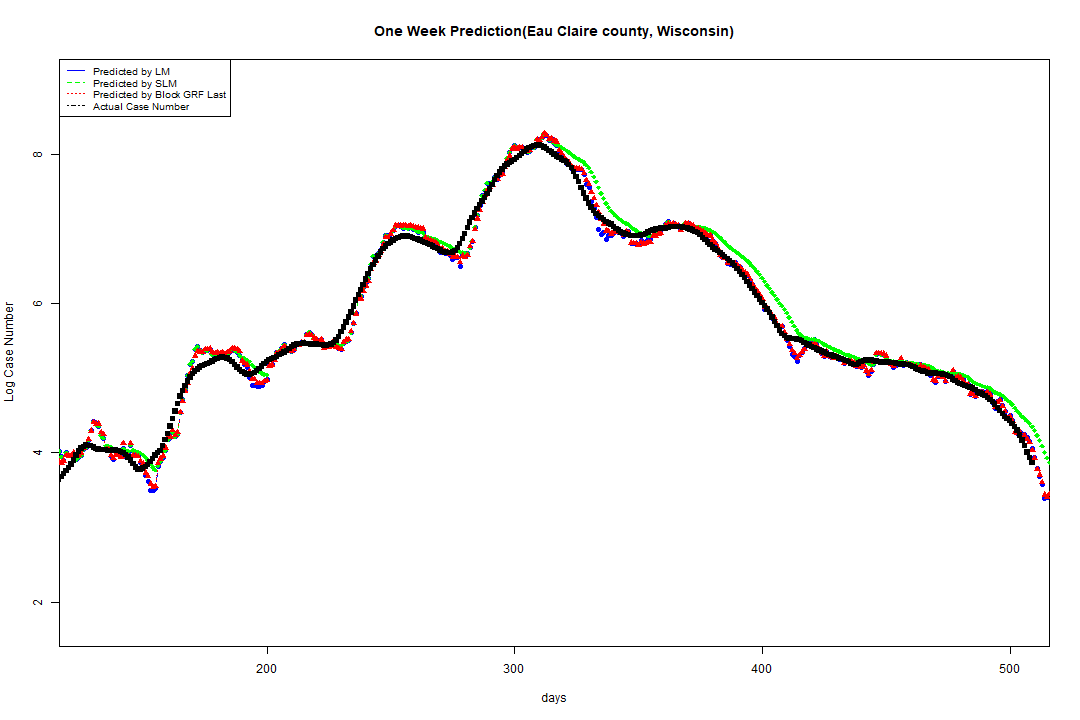 One Week Prediction(Eau Claire county, Wisconsin)
Predicted by LM
Predicted by SLM
Predicted by Block GRF Last
Actual Case Number
8
6
4
2
Log Case Number
200 300 400 500
days